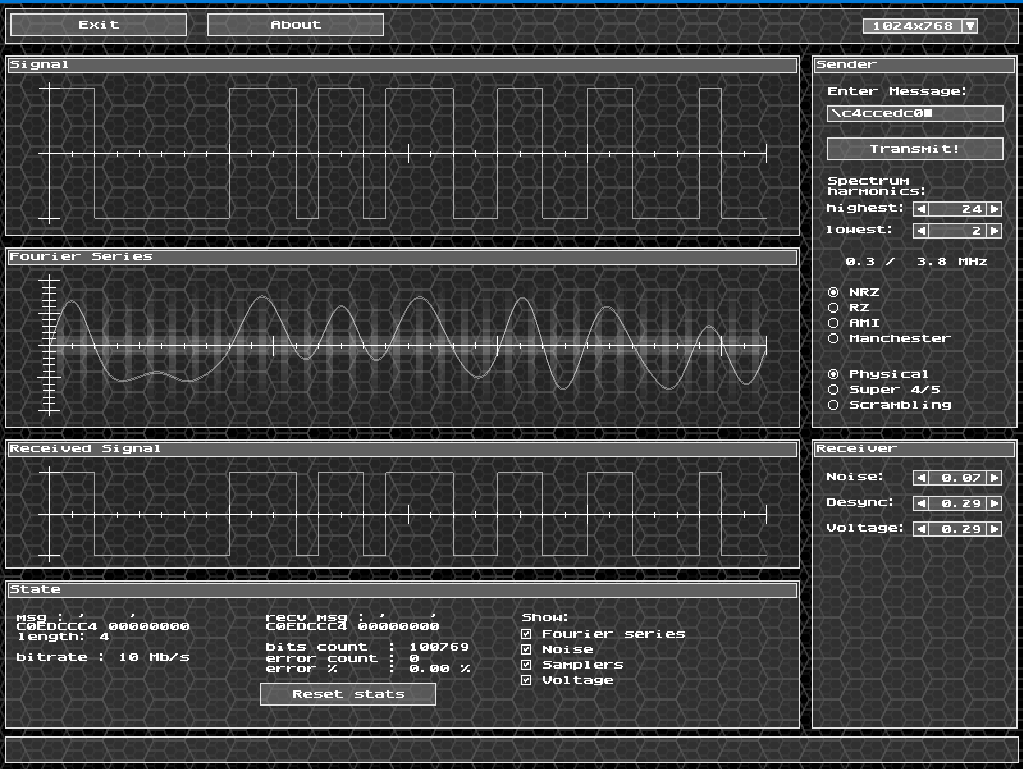 Exit
About
1024x768
Signal
Sender
Enter Message:
\c4ccedc0
Transmit!
Spectrum
harmonics:
highest: 24
lowest: 2
0.3 / 3.8 MHz
NRZ
RZ
AMI
Manchester
Physical
Super 4/5
Scrambling
Fourier Series
Received Signal
Receiver
Noise: 0.07
Desync: 0.29
Voltage: 0.29
State
msg : ' '
C0EDCCC4 00000000
length: 4
bitrate : 10 Mb/s
recv msg : ' '
C0EDCCC4 00000000
bits count : 100769
error count : 0
error % : 0.00 %
Reset stats
Show:
Fourier series
Noise
Samplers
Voltage